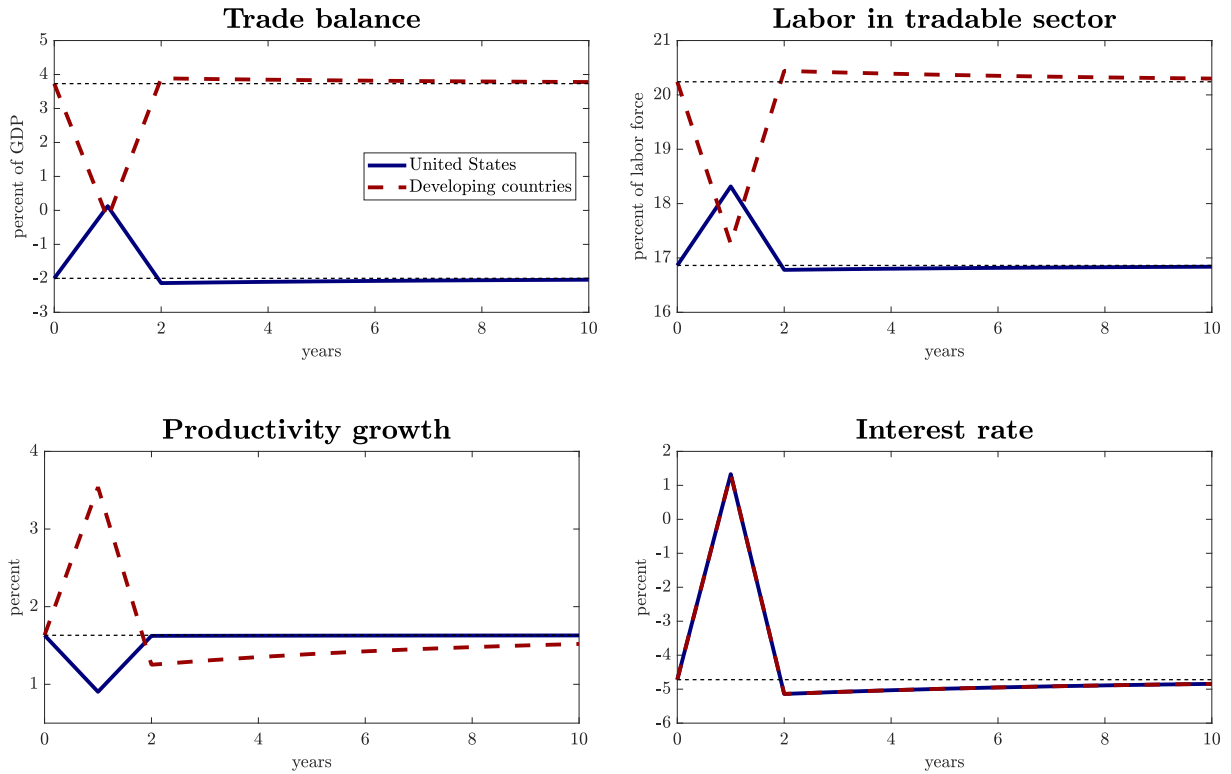 Trade balance
5
4
3
2
1
0
-1
-2
-3
percent of GDP
United States
Developing countries
0 2 4 6 8 10
years
Labor in tradable sector
21
20
19
18
17
16
percent of labor force
0 2 4 6 8 10
years
Productivity growth
4
3
2
1
percent
0 2 4 6 8 10
years
Interest rate
2
1
0
-1
-2
-3
-4
-5
-6
percent
0 2 4 6 8 10
years